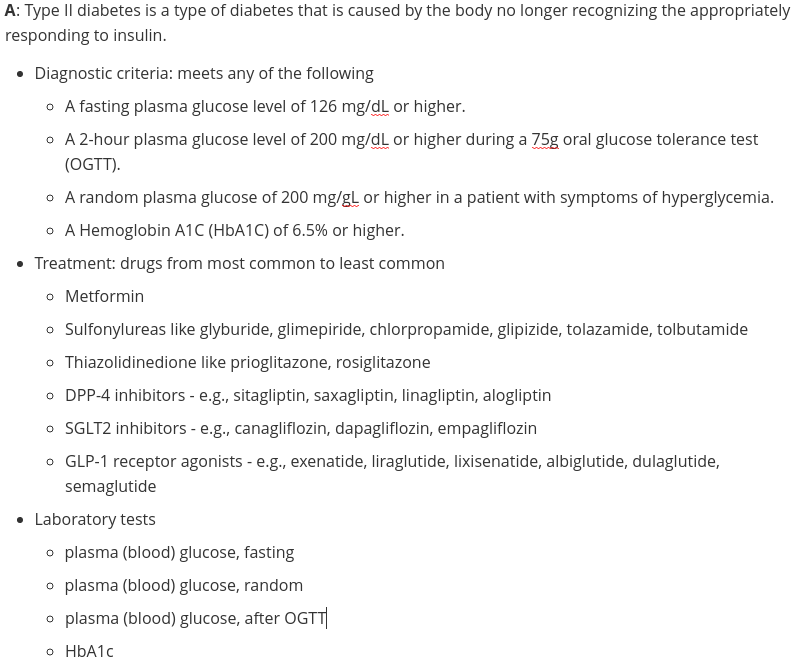 A: Type II diabetes is a type of diabetes that is caused by the body no longer recognizing the appropriately
responding to insulin.
Diagnostic criteria: meets any of the following
A fasting plasma glucose level of 126 mg/dL or higher.
A 2-hour plasma glucose level of 200 mg/dL or higher during a 75g oral glucose tolerance test
(OGTT).
A random plasma glucose of 200 mg/gL or higher in a patient with symptoms of hyperglycemia.
A Hemoglobin A1C (HbA1C) of 6.5% or higher.
Treatment: drugs from most common to least common
Metformin
Sulfonylureas like glyburide, glimepiride, chlorpropamide, glipizide, tolazamide, tolbutamide
Thiazolidinedione like prioglitazone, rosiglitazone
DPP-4 inhibitors - e.g., sitagliptin, saxagliptin, linagliptin, alogliptin
SGLT2 inhibitors - e.g., canagliflozin, dapagliflozin, empagliflozin
GLP-1 receptor agonists - e.g., exenatide, liraglutide, lixisenatide, albiglutide, dulaglutide,
semaglutide
Laboratory tests
plasma (blood) glucose, fasting
plasma (blood) glucose, random
plasma (blood) glucose, after OGTT
HbA1c